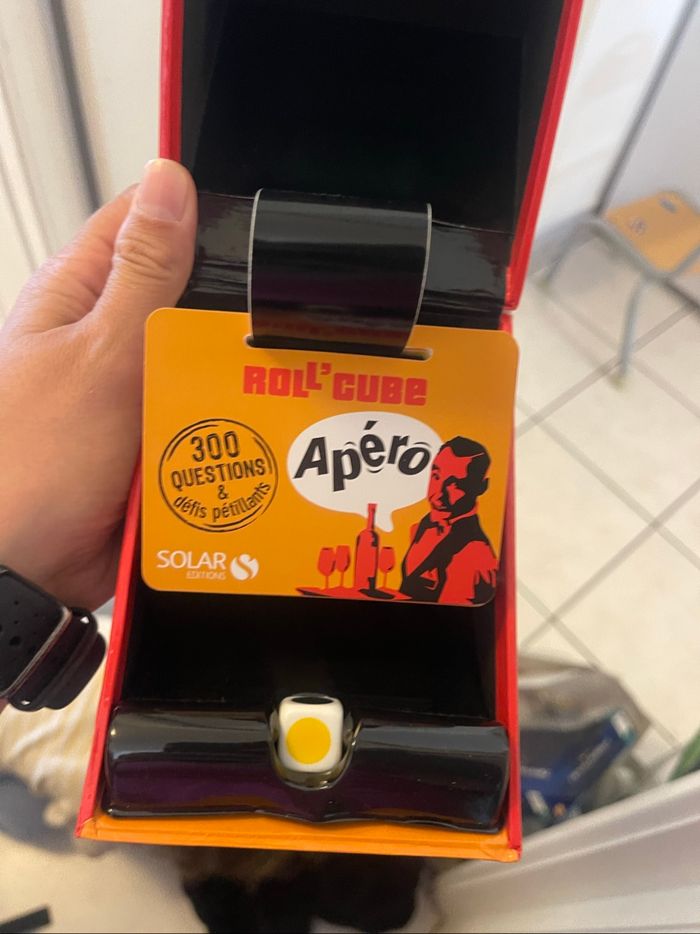 ROLL'CUBE
300
QUESTIONS
&
défis pétillants
Apéro
SOLAR
EDITIONS